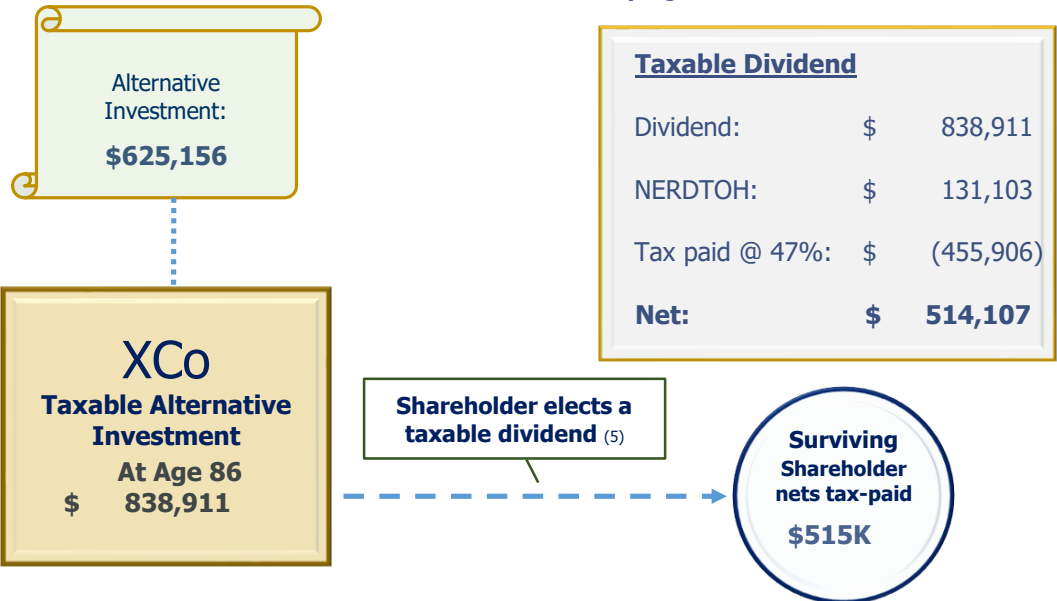 Alternative
Investment:
$625,156
Taxable Dividend
Dividend: $ 838,911
NERDTOH: $ 131,103
Tax paid @ 47%: $ (455,906)
Net: $ 514,107
XCo
Taxable Alternative
Investment
At Age 86
$ 838,911
Shareholder elects a
taxable dividend (5)
Surviving
Shareholder
nets tax-paid
$515K